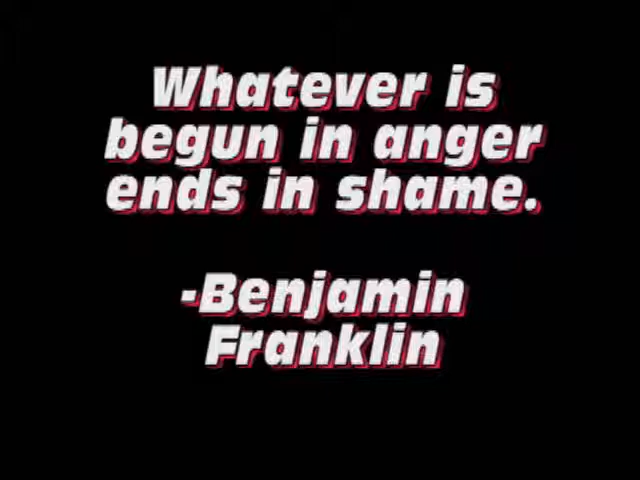 Whatever is
begun in anger
ends in shame.
-Benjamin
Franklin